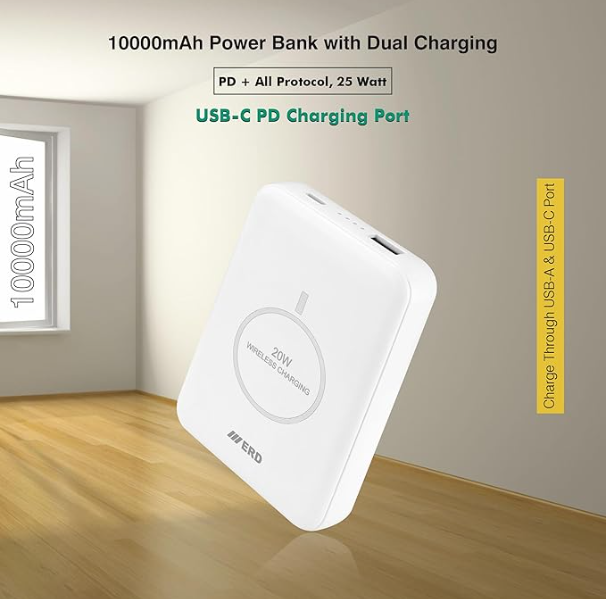 10000mAh Power Bank with Dual Charging
PD + All Protocol, 25 Watt
USB-C PD Charging Port
10000mAh
Charge Through USB-A & USB-C Port
20W
WIRELESS CHARGING
ERD